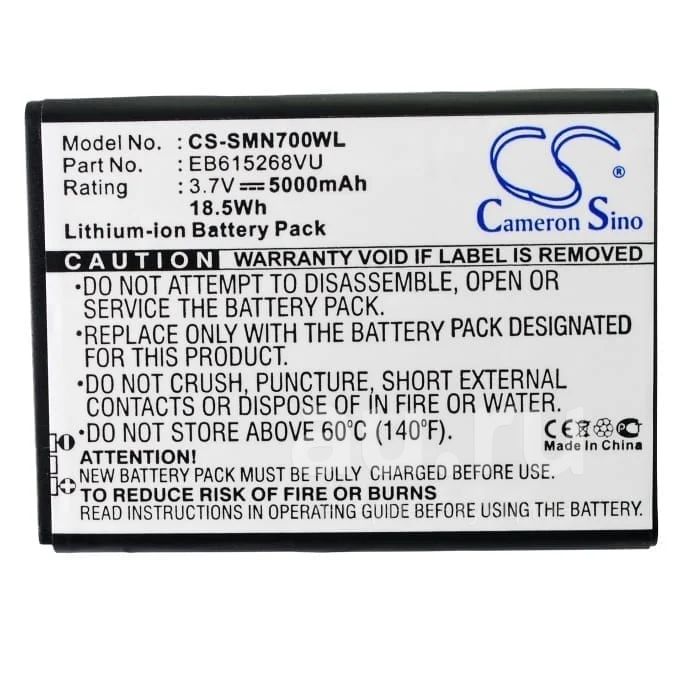 Model No.: CS-SMN700WL
Part No.: EB615268VU
Rating : 3.7V 5000mAh
18.5Wh
Lithium-ion Battery Pack
CS
®
Cameron Sino
CAUTION WARRANTY VOID IF LABEL IS REMOVED
•DO NOT ATTEMPT TO DISASSEMBLE, OPEN OR
SERVICE THE BATTERY PACK.
•REPLACE ONLY WITH THE BATTERY PACK DESIGNATED
FOR THIS PRODUCT.
•DO NOT CRUSH, PUNCTURE, SHORT EXTERNAL
CONTACTS OR DISPOSE OF IN FIRE OR WATER.
•DO NOT STORE ABOVE 60°C (140°F).
CE
Made In China
ATTENTION!
NEW BATTERY PACK MUST BE FULLY CHARGED BEFORE USE.
TO REDUCE RISK OF FIRE OR BURNS
READ INSTRUCTIONS IN OPERATING GUIDE BEFORE USING BATTERY PACK.